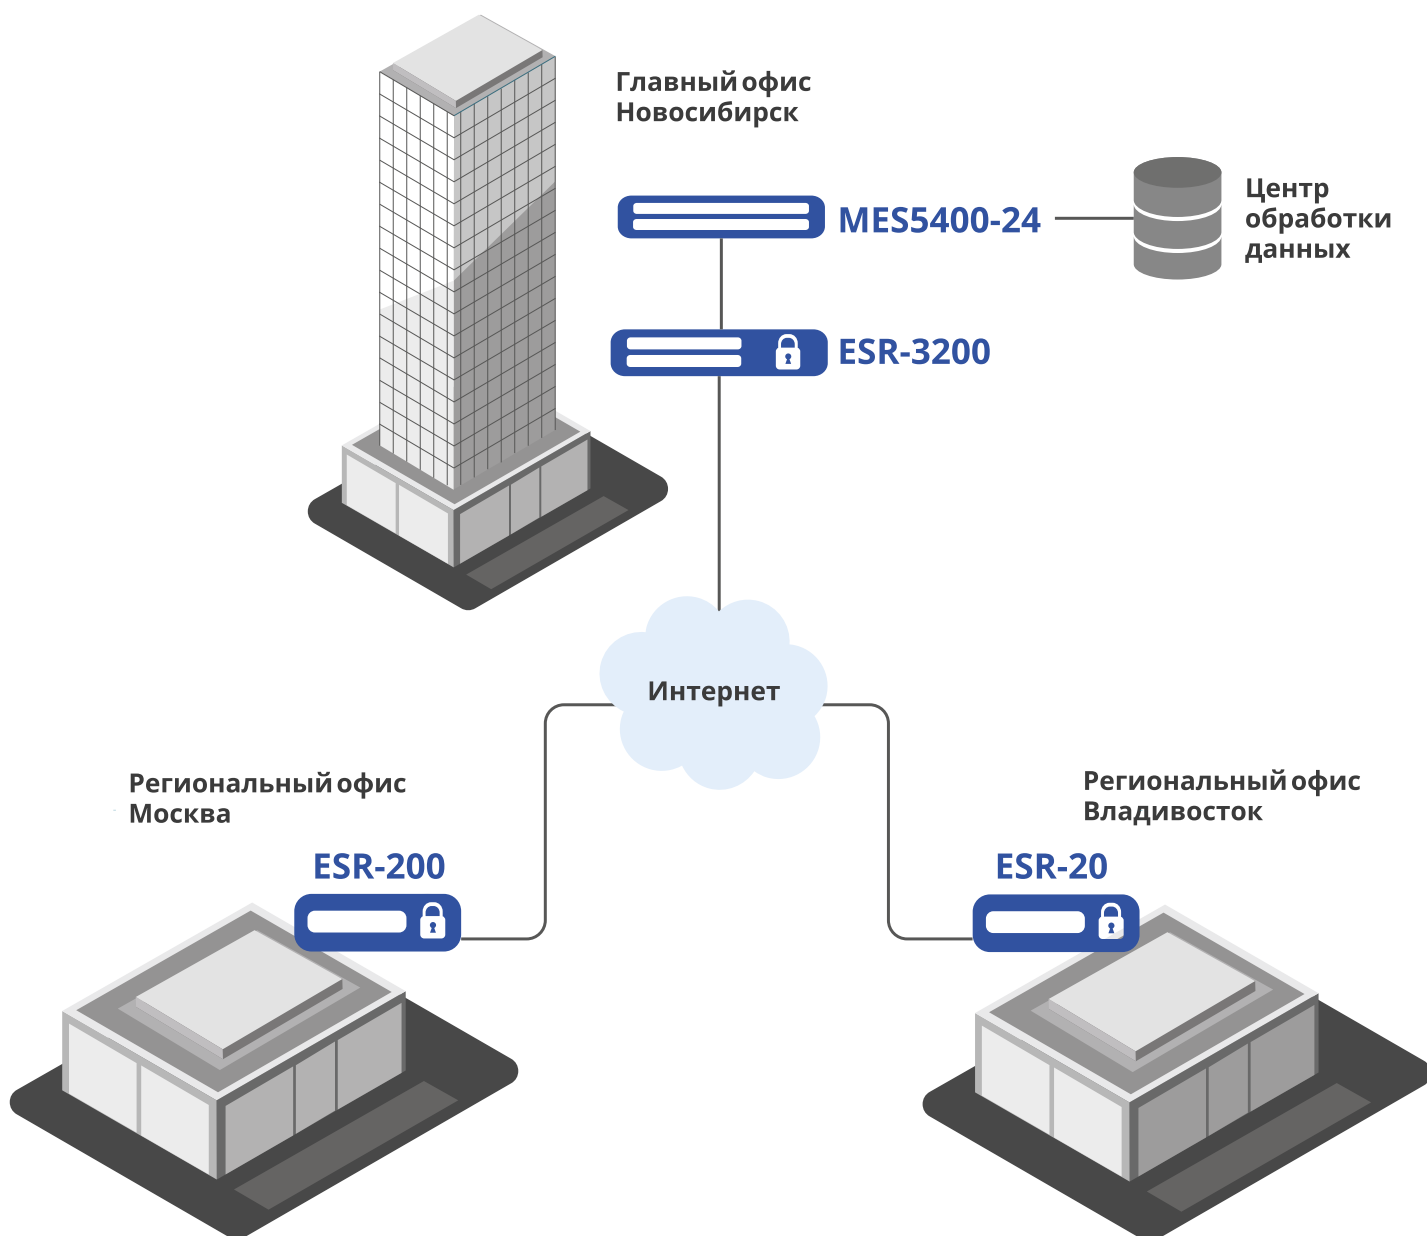 Главный офис
Новосибирск
MES5400-24
Центр
обработки
данных
ESR-3200
Интернет
Региональный офис
Москва
ESR-200
Региональный офис
Владивосток
ESR-20